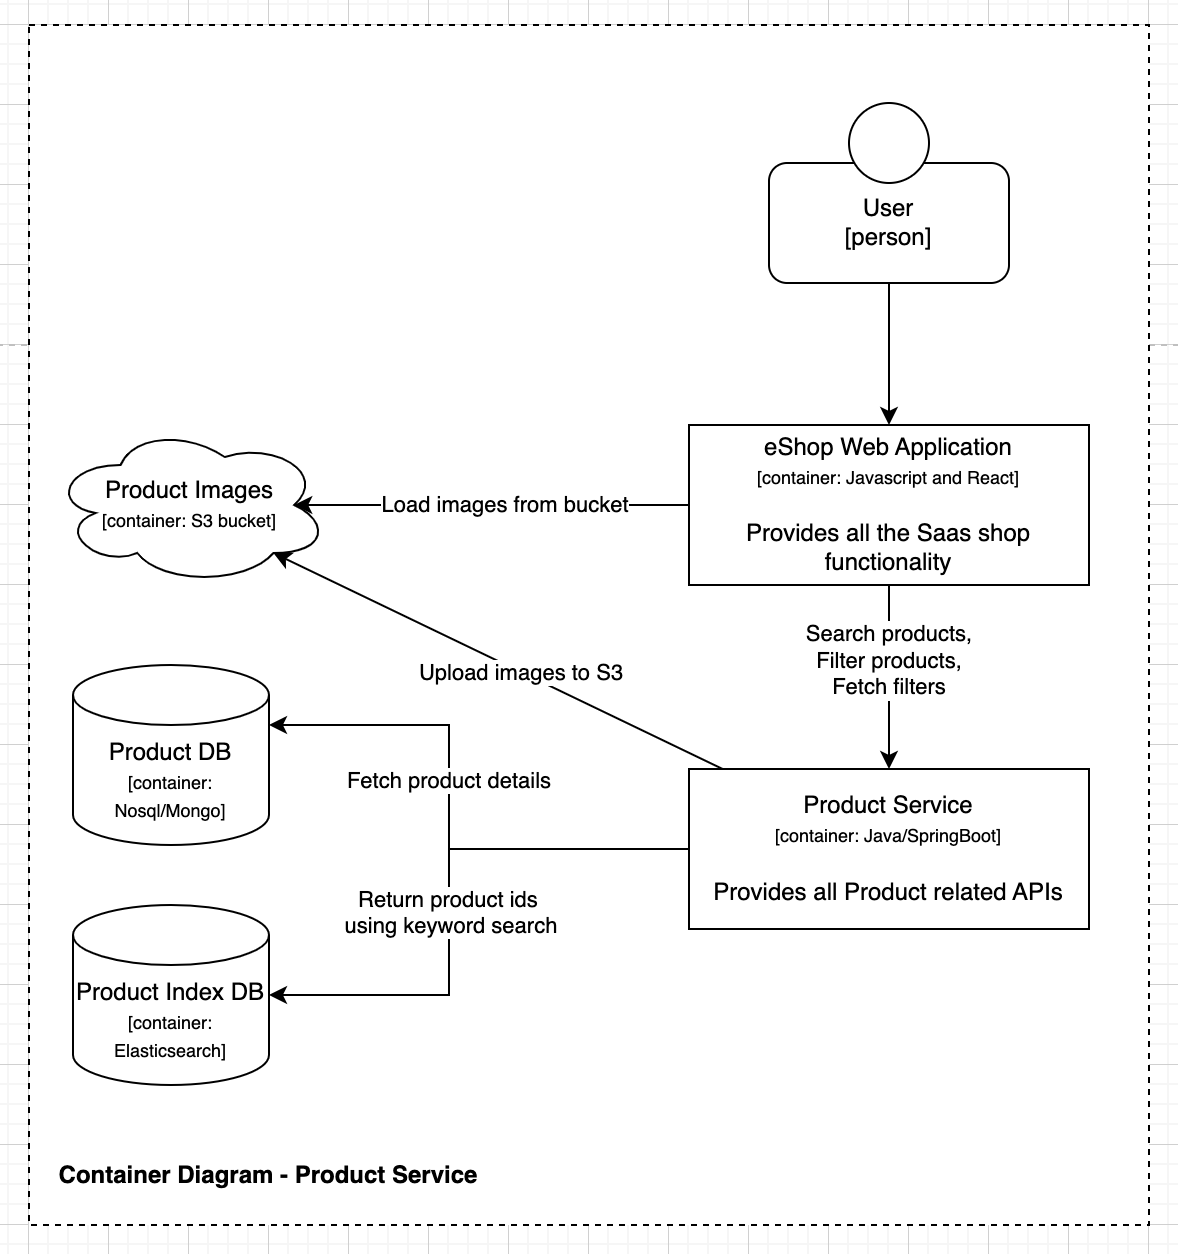 User
[person]
eShop Web Application
[container: Javascript and React]
Provides all the Saas shop
functionality
Product Images
[container: S3 bucket]
Load images from bucket
Search products,
Filter products,
Fetch filters
Upload images to S3
Product DB
[container:
Nosql/Mongo]
Fetch product details
Product Service
[container: Java/SpringBoot]
Provides all Product related APIs
Return product ids
using keyword search
Product Index DB
[container:
Elasticsearch]
Container Diagram - Product Service